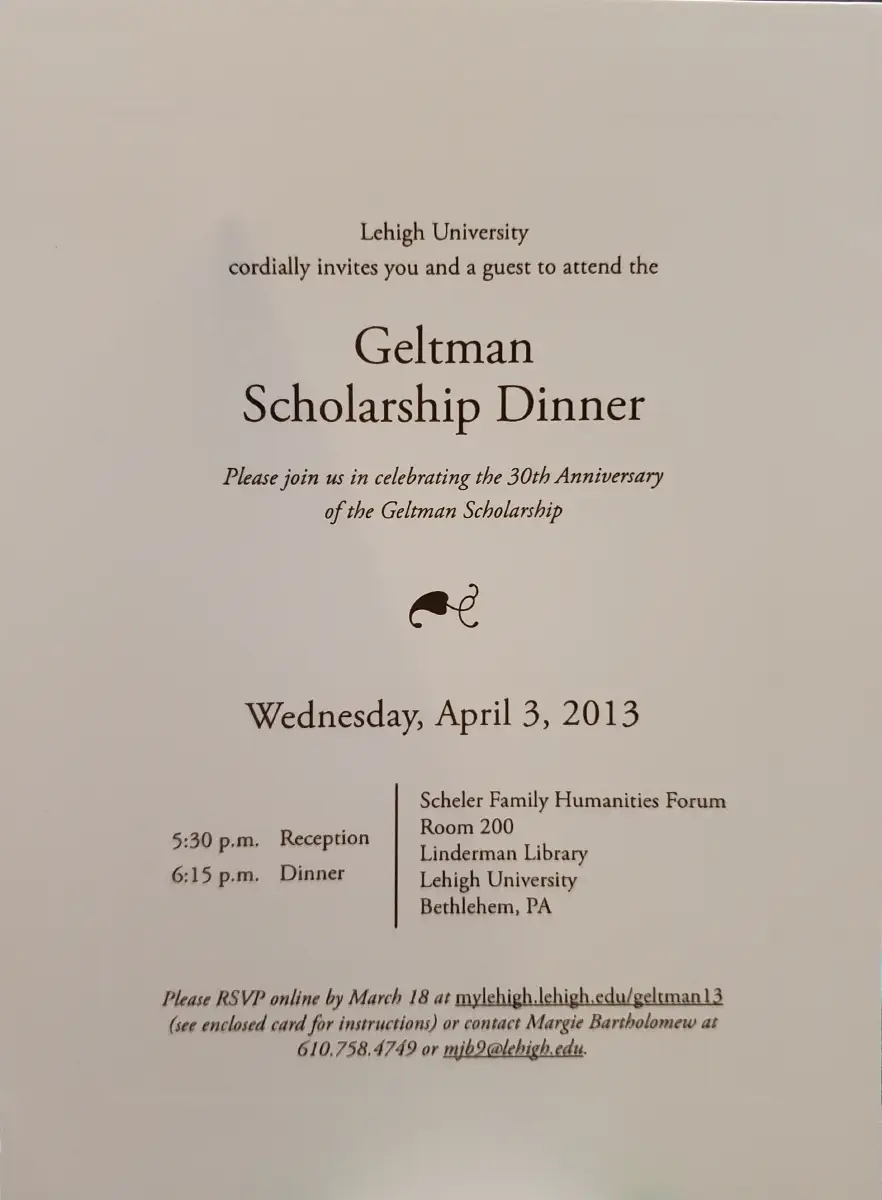 Lehigh University
cordially invites you and a guest to attend the
Geltman
Scholarship Dinner
Please join us in celebrating the 30th Anniversary
of the Geltman Scholarship
Wednesday, April 3, 2013
5:30 p.m. Reception
6:15 p.m. Dinner
Scheler Family Humanities Forum
Room 200
Linderman Library
Lehigh University
Bethlehem, PA
Please RSVP online by March 18 at mylehigh.lehigh.edu/geltman13
(see enclosed card for instructions) or contact Margie Bartholomew at
610.758.4749 or mjb9@lehigh.edu.